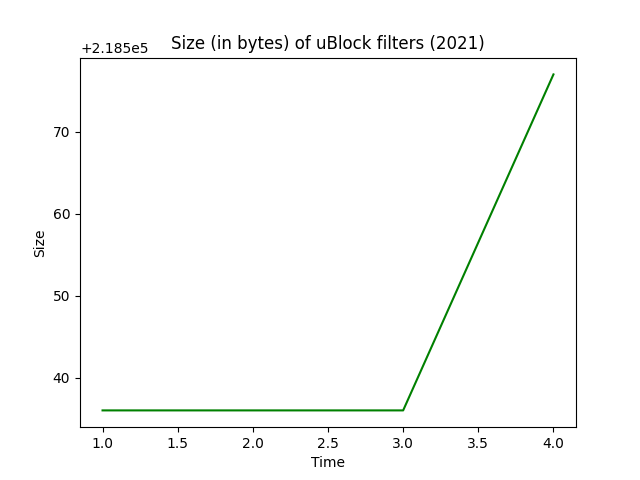 Size (in bytes) of uBlock filters (2021)
+2.185e5
70
60
50
40
Size
1.0 1.5 2.0 2.5 3.0 3.5 4.0
Time